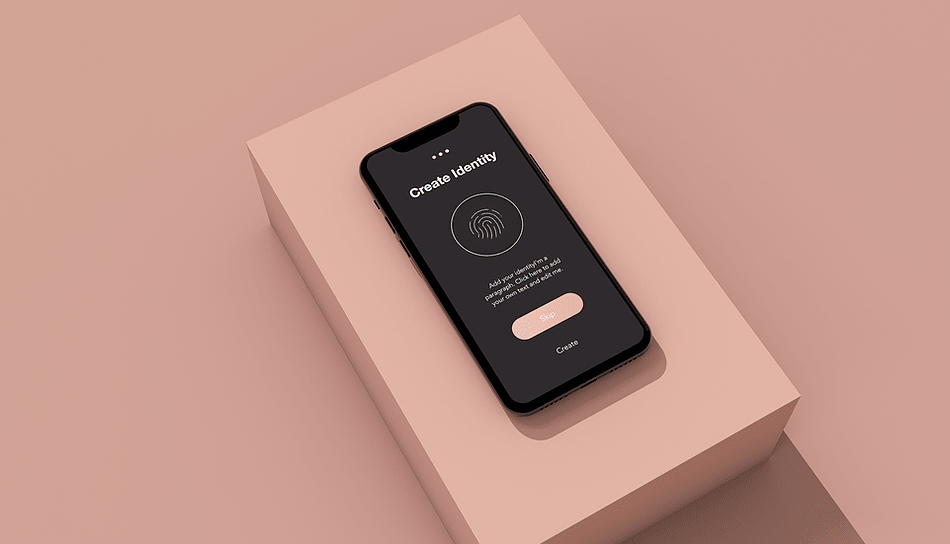 Create Identity
Add your identityI'm a
paragraph. Click here to add
your own text and edit me.
Skip
Create